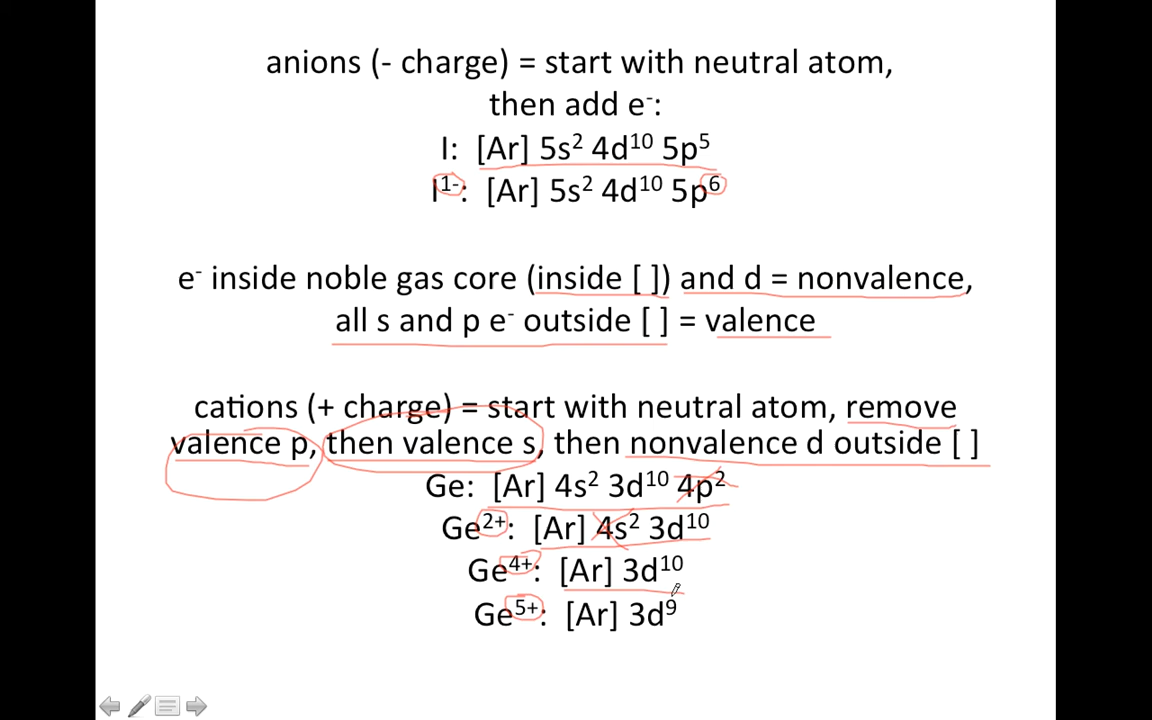 anions (- charge) = start with neutral atom,
then add e⁻:
I: [Ar] 5s² 4d¹⁰ 5p⁵
I¹⁻: [Ar] 5s² 4d¹⁰ 5p⁶
e⁻ inside noble gas core (inside [ ]) and d = nonvalence,
all s and p e⁻ outside [ ] = valence
cations (+ charge) = start with neutral atom, remove
valence p, then valence s, then nonvalence d outside [ ]
Ge: [Ar] 4s² 3d¹⁰ 4p²
Ge²⁺: [Ar] 4s² 3d¹⁰
Ge⁴⁺: [Ar] 3d¹⁰
Ge⁵⁺: [Ar] 3d⁹